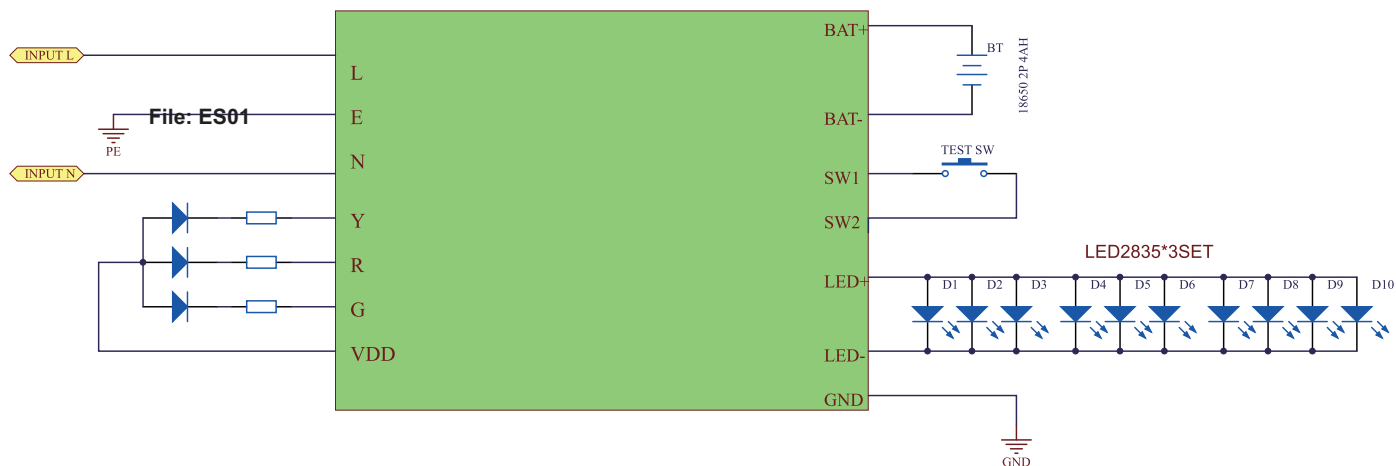 INPUT L
File: ES01
PE
INPUT N
L
E
N
Y
R
G
VDD
BAT+
BAT-
SW1
SW2
LED+
LED-
GND
BT
18650 2P 4AH
TEST SW
LED2835*3SET
D1 D2 D3 D4 D5 D6 D7 D8 D9 D10
GND